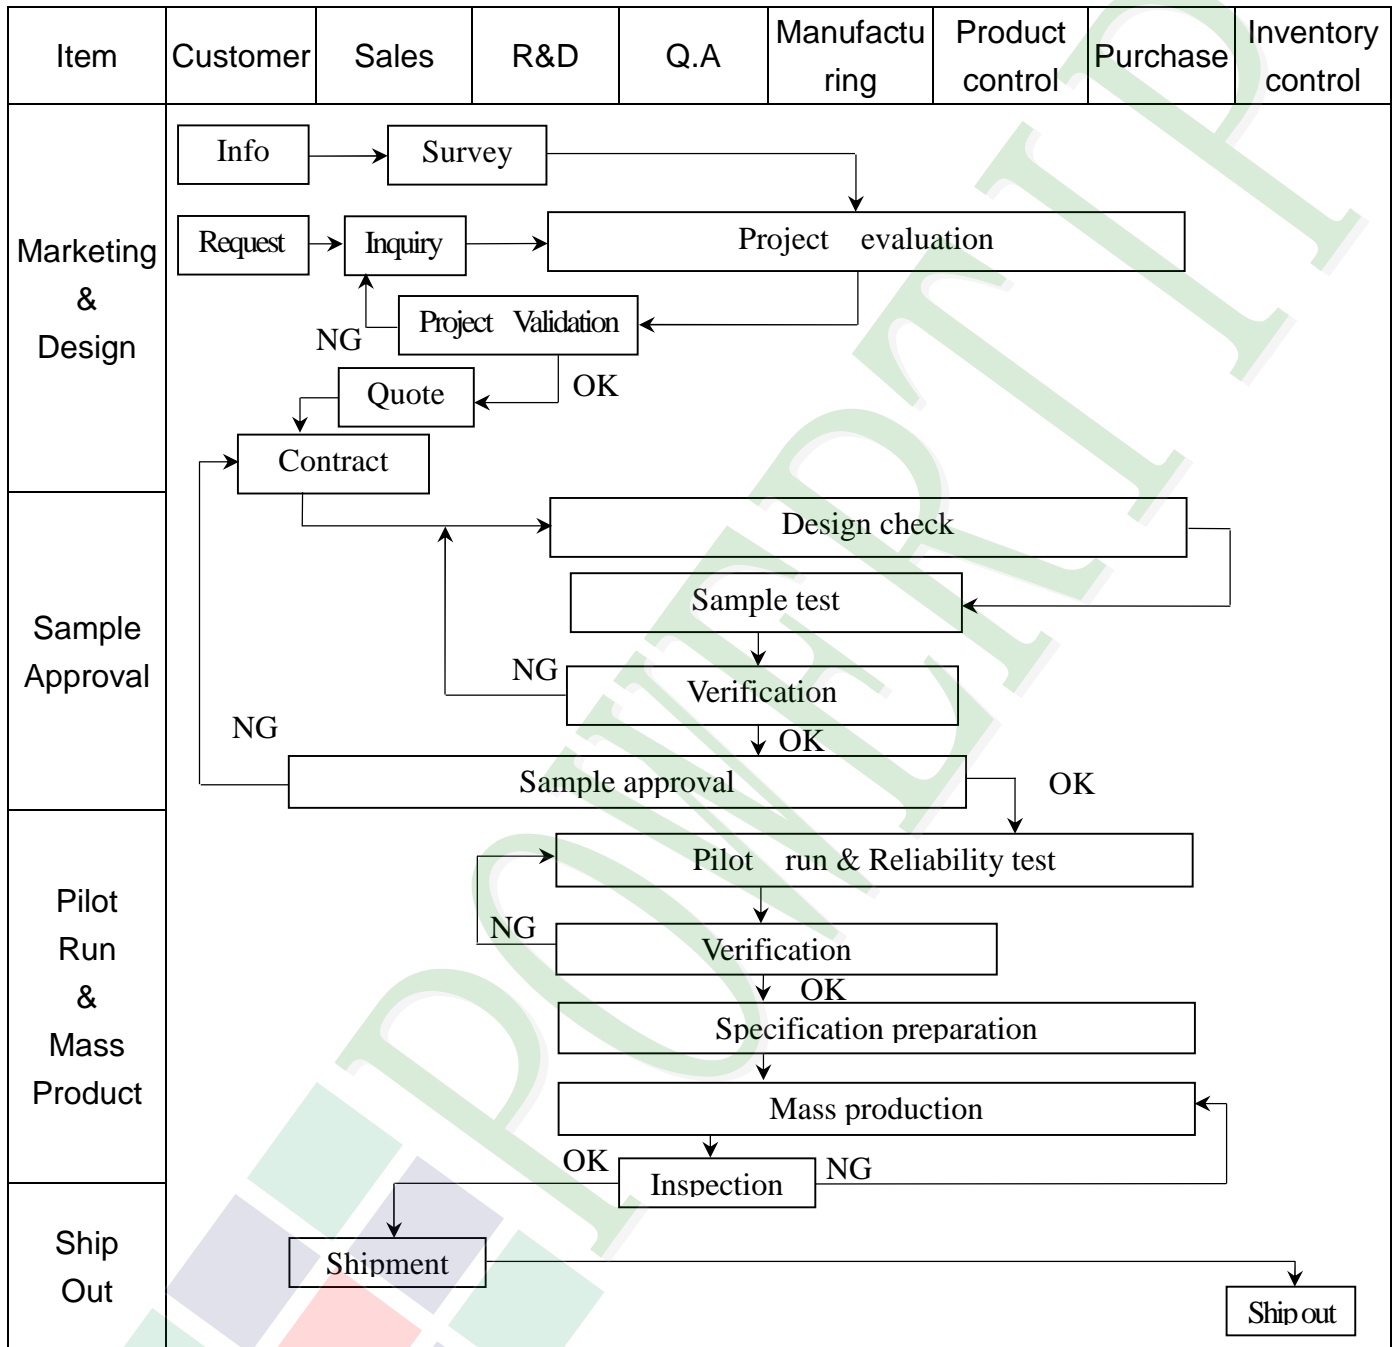 Item
Customer
Sales
R&D
Q.A
Manufactu
ring
Product
control
Purchase
Inventory
control
Marketing
&
Design
Info
Survey
Request
Inquiry
Project evaluation
Project Validation
NG
OK
Quote
Contract
Sample
Approval
Design check
Sample test
NG
Verification
OK
NG
Sample approval
OK
Pilot
Run
&
Mass
Product
Pilot run & Reliability test
NG
Verification
OK
Specification preparation
Mass production
OK
Inspection
NG
Ship
Out
Shipment
Ship out
POWERTIP